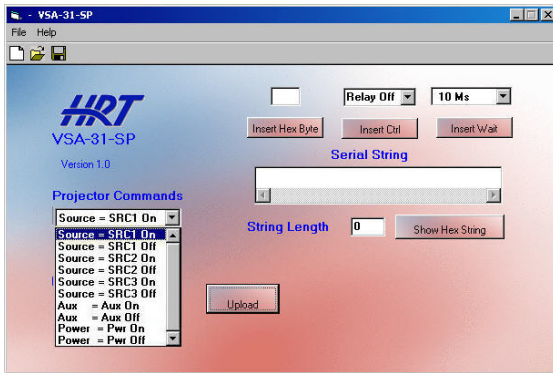 - VSA-31-SP
File Help
HRT
VSA-31-SP
Version 1.0
Relay Off 10 Ms
Insert Hex Byte Insert Ctrl Insert Wait
Serial String
String Length 0 Show Hex String
Projector Commands
Source = SRC1 On
Source = SRC1 On
Source = SRC1 Off
Source = SRC2 On
Source = SRC2 Off
Source = SRC3 On
Source = SRC3 Off
Aux = Aux On
Aux = Aux Off
Power = Pwr On
Power = Pwr Off
Upload